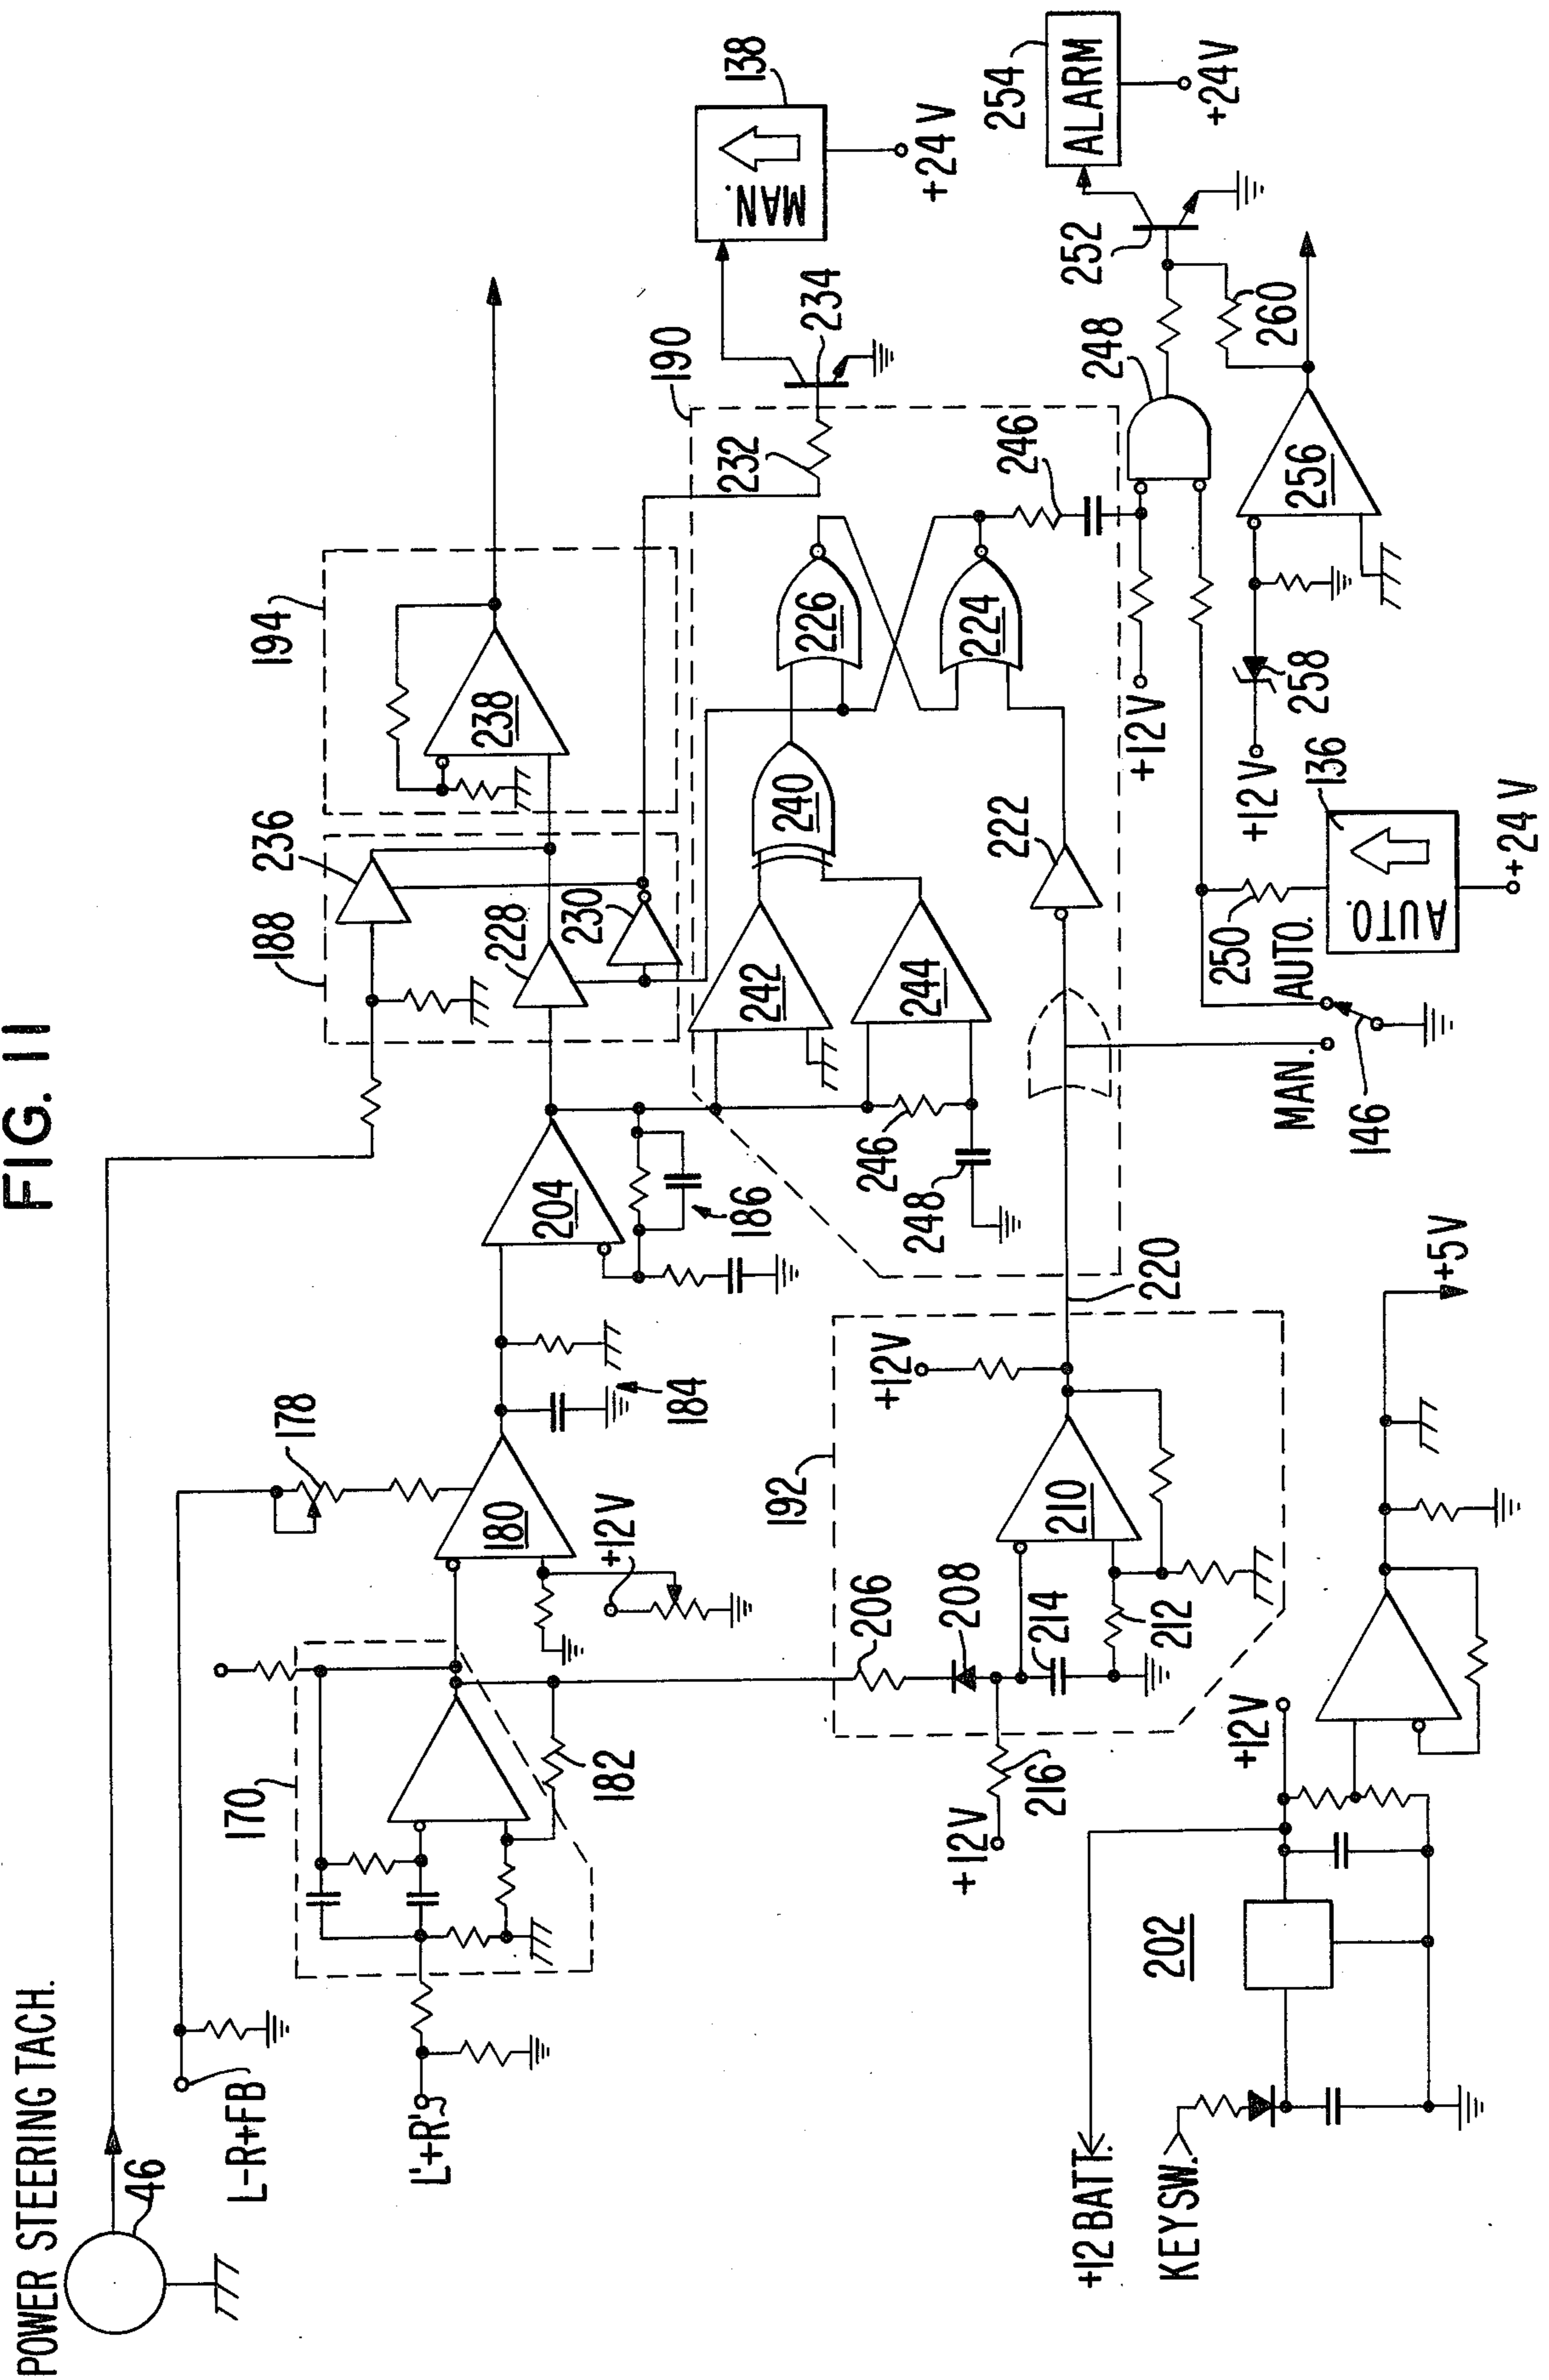 FIG. 11
POWER STEERING TACH.
46
L-R+FB
L'+R'
170
182
178
180
+12V
184
204
186
188
236
228
230
194
238
190
232
234
MAN.
138
+24V
242
244
246
248
240
226
224
222
246
192
206
208
214
212
210
+12V
216
+12V
220
MAN.
AUTO.
146
250
AUTO.
136
+24V
+12V
258
+12V
256
248
260
252
254
ALARM
+24V
+12BATT.
KEYSW.
202
+12V
+5V